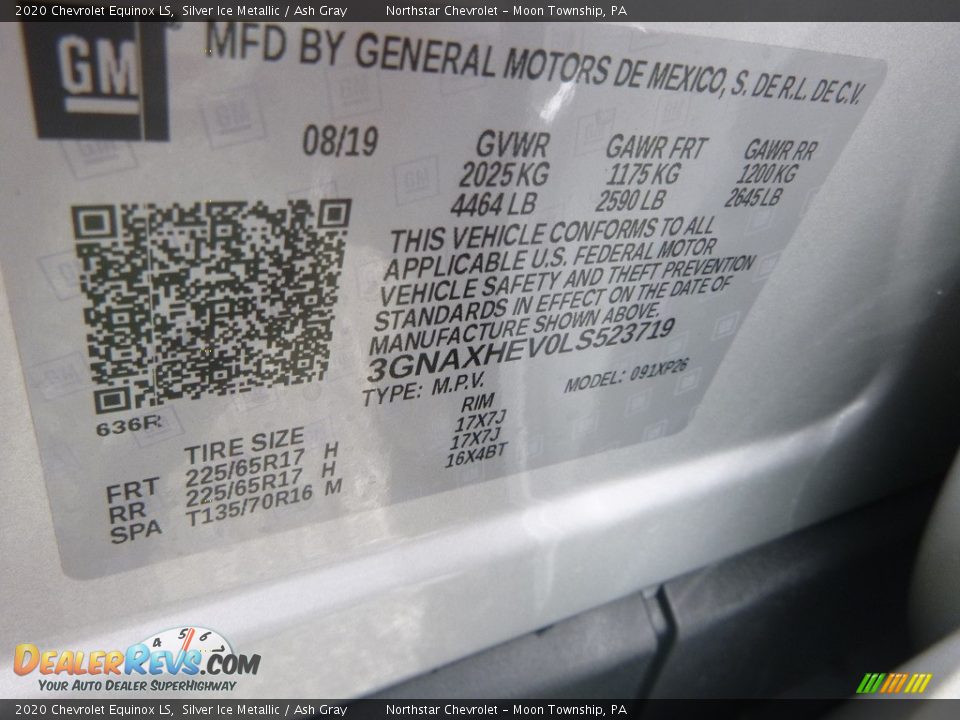 2020 Chevrolet Equinox LS, Silver Ice Metallic / Ash Gray Northstar Chevrolet - Moon Township, PA
GM
MFD BY GENERAL MOTORS DE MEXICO, S. DE R.L. DE C.V.
08/19 GVWR GAWR FRT GAWR RR
2025 KG 1175 KG 1200 KG
4464 LB 2590 LB 2645 LB
THIS VEHICLE CONFORMS TO ALL
APPLICABLE U.S. FEDERAL MOTOR
VEHICLE SAFETY AND THEFT PREVENTION
STANDARDS IN EFFECT ON THE DATE OF
MANUFACTURE SHOWN ABOVE.
3GNAXHEV0LS523719
TYPE: M.P.V. MODEL: 091XP26
636R
TIRE SIZE RIM
FRT 225/65R17 H 17X7J
RR 225/65R17 H 17X7J
SPA T135/70R16 M 16X4BT
4 5 6
DEALERREVS.COM
YOUR AUTO DEALER SUPERHIGHWAY
2020 Chevrolet Equinox LS, Silver Ice Metallic / Ash Gray Northstar Chevrolet - Moon Township, PA